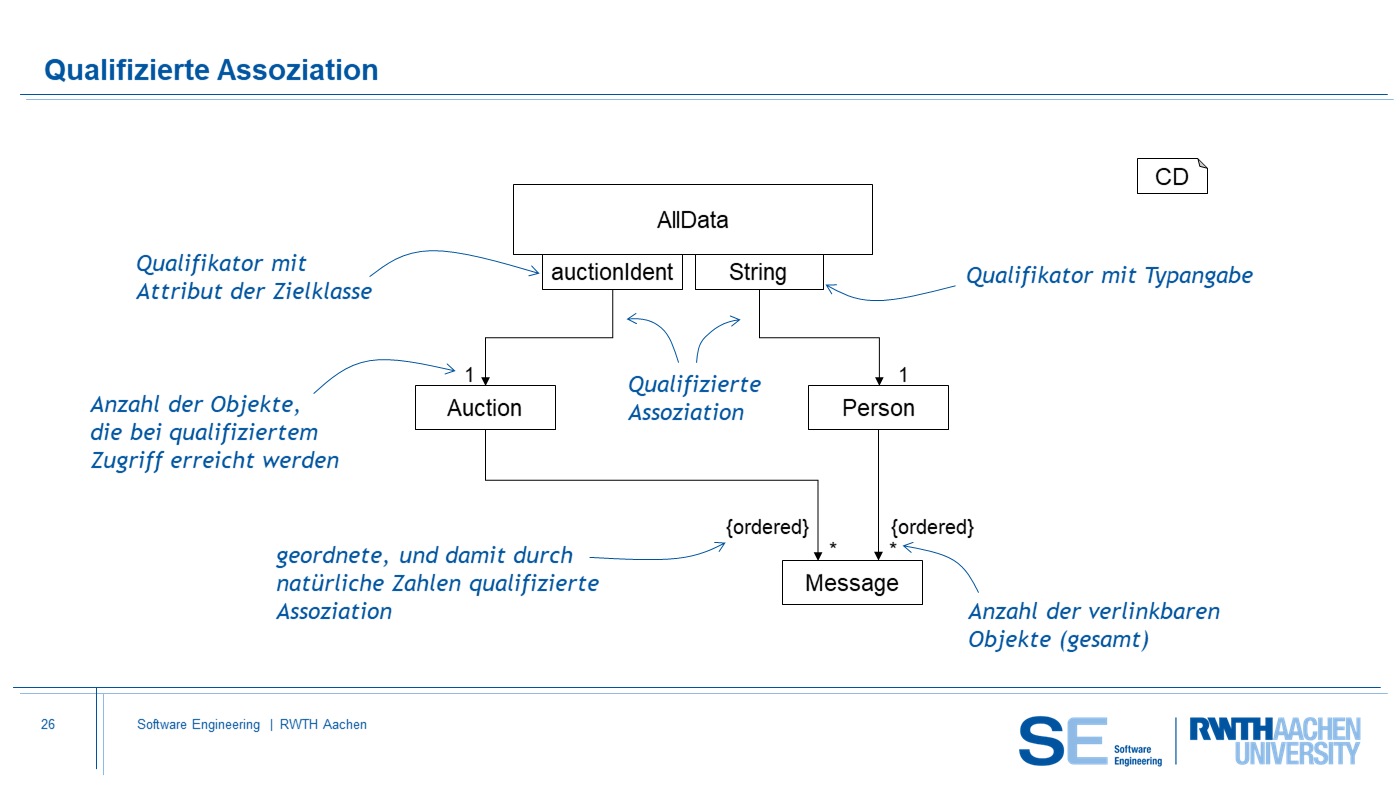 Qualifizierte Assoziation
CD
AllData
auctionIdent
String
Qualifikator mit
Attribut der Zielklasse
Qualifikator mit Typangabe
1
1
Auction
Person
Qualifizierte
Assoziation
Anzahl der Objekte,
die bei qualifiziertem
Zugriff erreicht werden
{ordered}
{ordered}
*
*
Message
geordnete, und damit durch
natürliche Zahlen qualifizierte
Assoziation
Anzahl der verlinkbaren
Objekte (gesamt)
26
Software Engineering | RWTH Aachen
SE Software
Engineering
RWTHAACHEN
UNIVERSITY